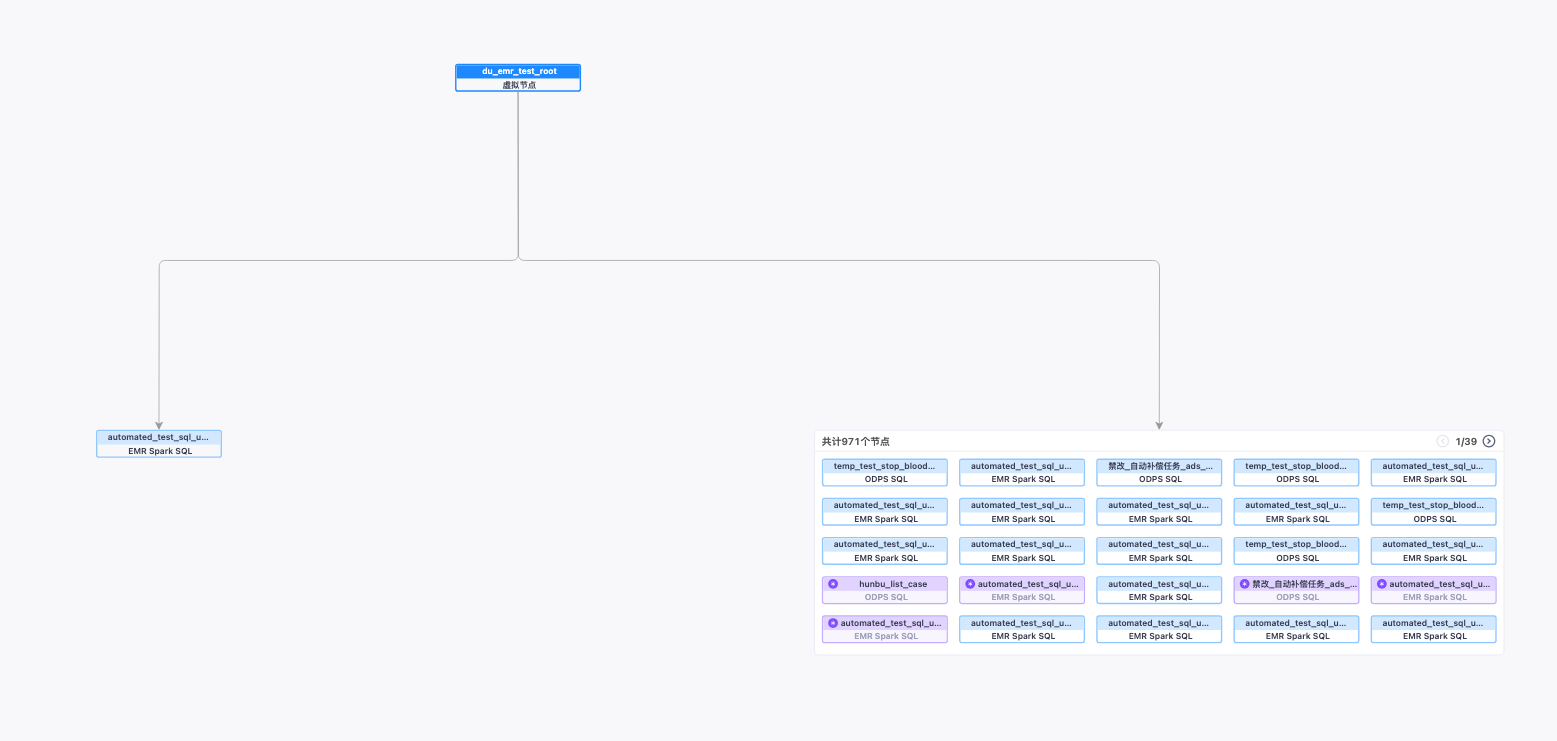 du_emr_test_root
虚拟节点
automated_test_sql_u...
EMR Spark SQL
共计971个节点 1/39
temp_test_stop_blood... automated_test_sql_u... 禁改_自动补偿任务_ads_... temp_test_stop_blood... automated_test_sql_u...
ODPS SQL EMR Spark SQL ODPS SQL ODPS SQL EMR Spark SQL
automated_test_sql_u... automated_test_sql_u... automated_test_sql_u... automated_test_sql_u... temp_test_stop_blood...
EMR Spark SQL EMR Spark SQL EMR Spark SQL EMR Spark SQL ODPS SQL
automated_test_sql_u... automated_test_sql_u... automated_test_sql_u... temp_test_stop_blood... automated_test_sql_u...
EMR Spark SQL EMR Spark SQL EMR Spark SQL ODPS SQL EMR Spark SQL
hunbu_list_case automated_test_sql_u... automated_test_sql_u... 禁改_自动补偿任务_ads_... automated_test_sql_u...
ODPS SQL EMR Spark SQL EMR Spark SQL ODPS SQL EMR Spark SQL
automated_test_sql_u... automated_test_sql_u... automated_test_sql_u... automated_test_sql_u... automated_test_sql_u...
EMR Spark SQL EMR Spark SQL EMR Spark SQL EMR Spark SQL EMR Spark SQL